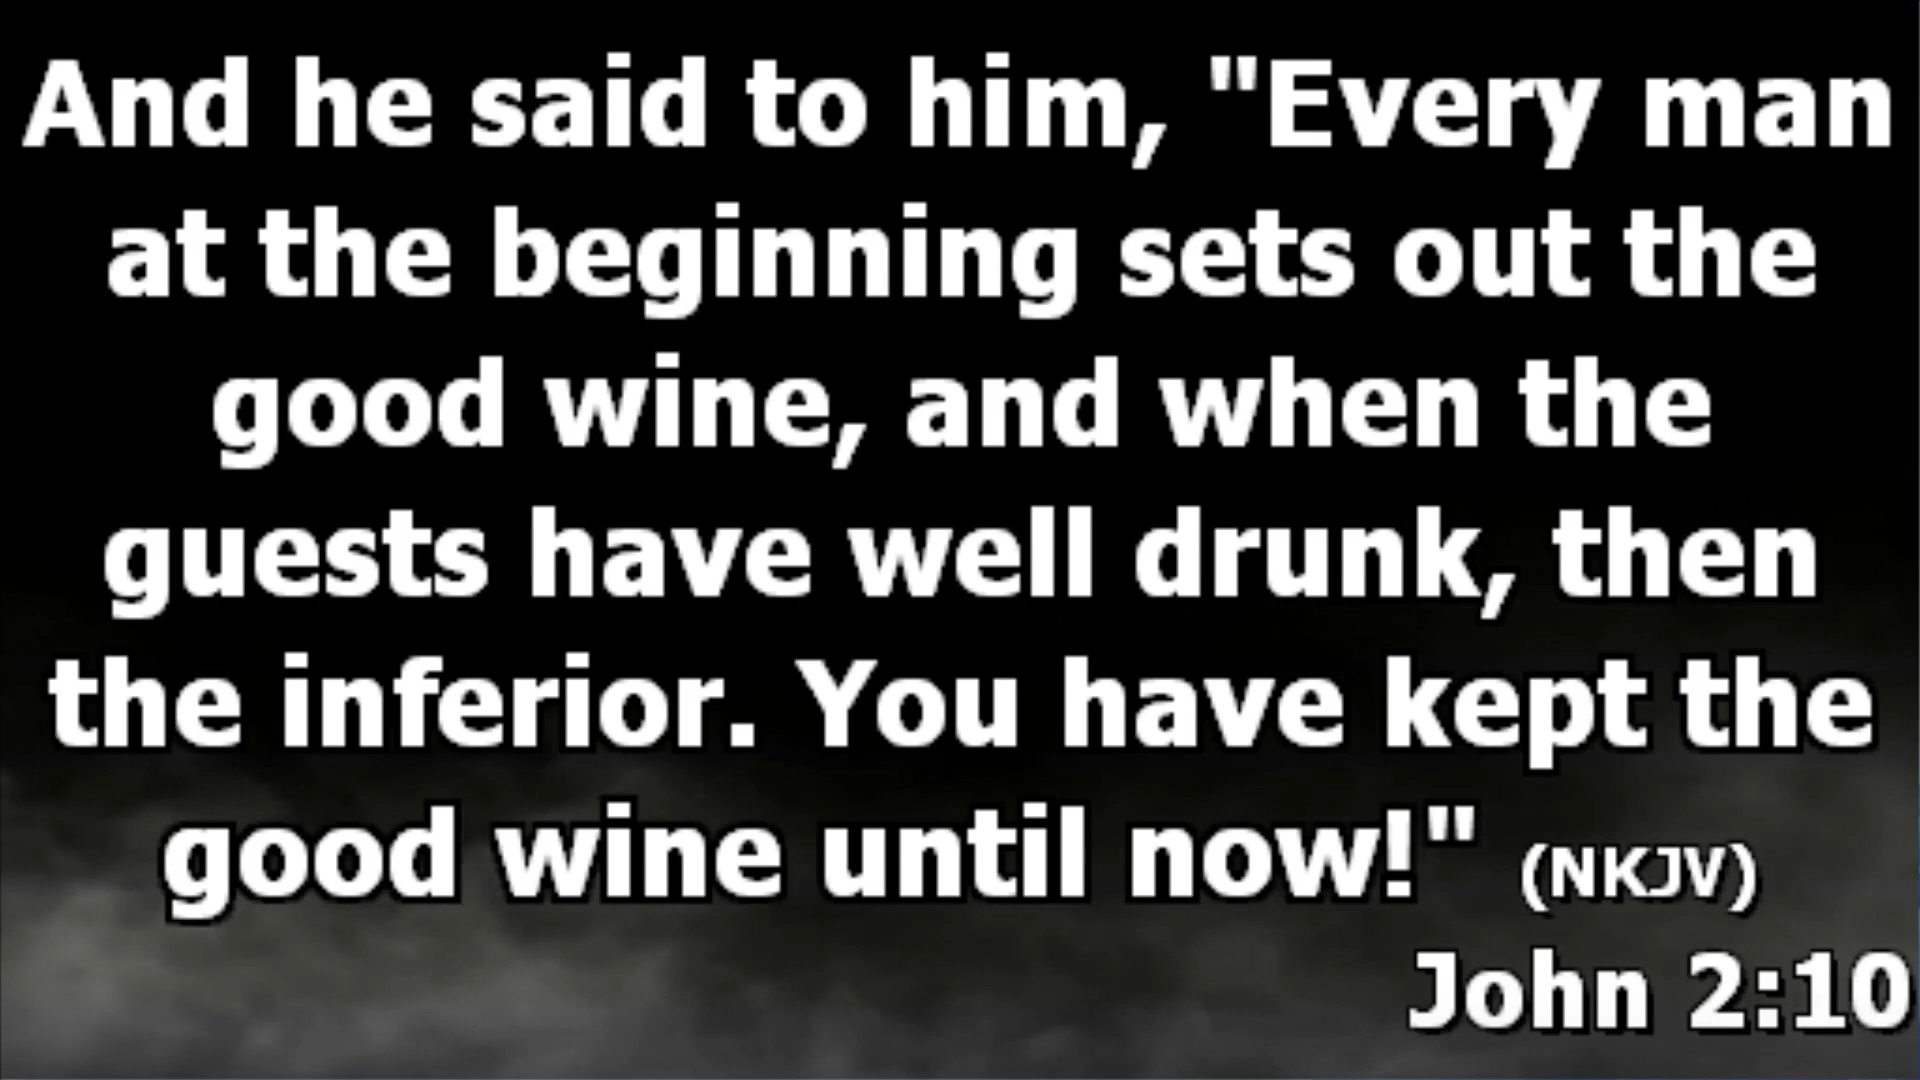 And he said to him, "Every man
at the beginning sets out the
good wine, and when the
guests have well drunk, then
the inferior. You have kept the
good wine until now!" (NKJV)
John 2:10